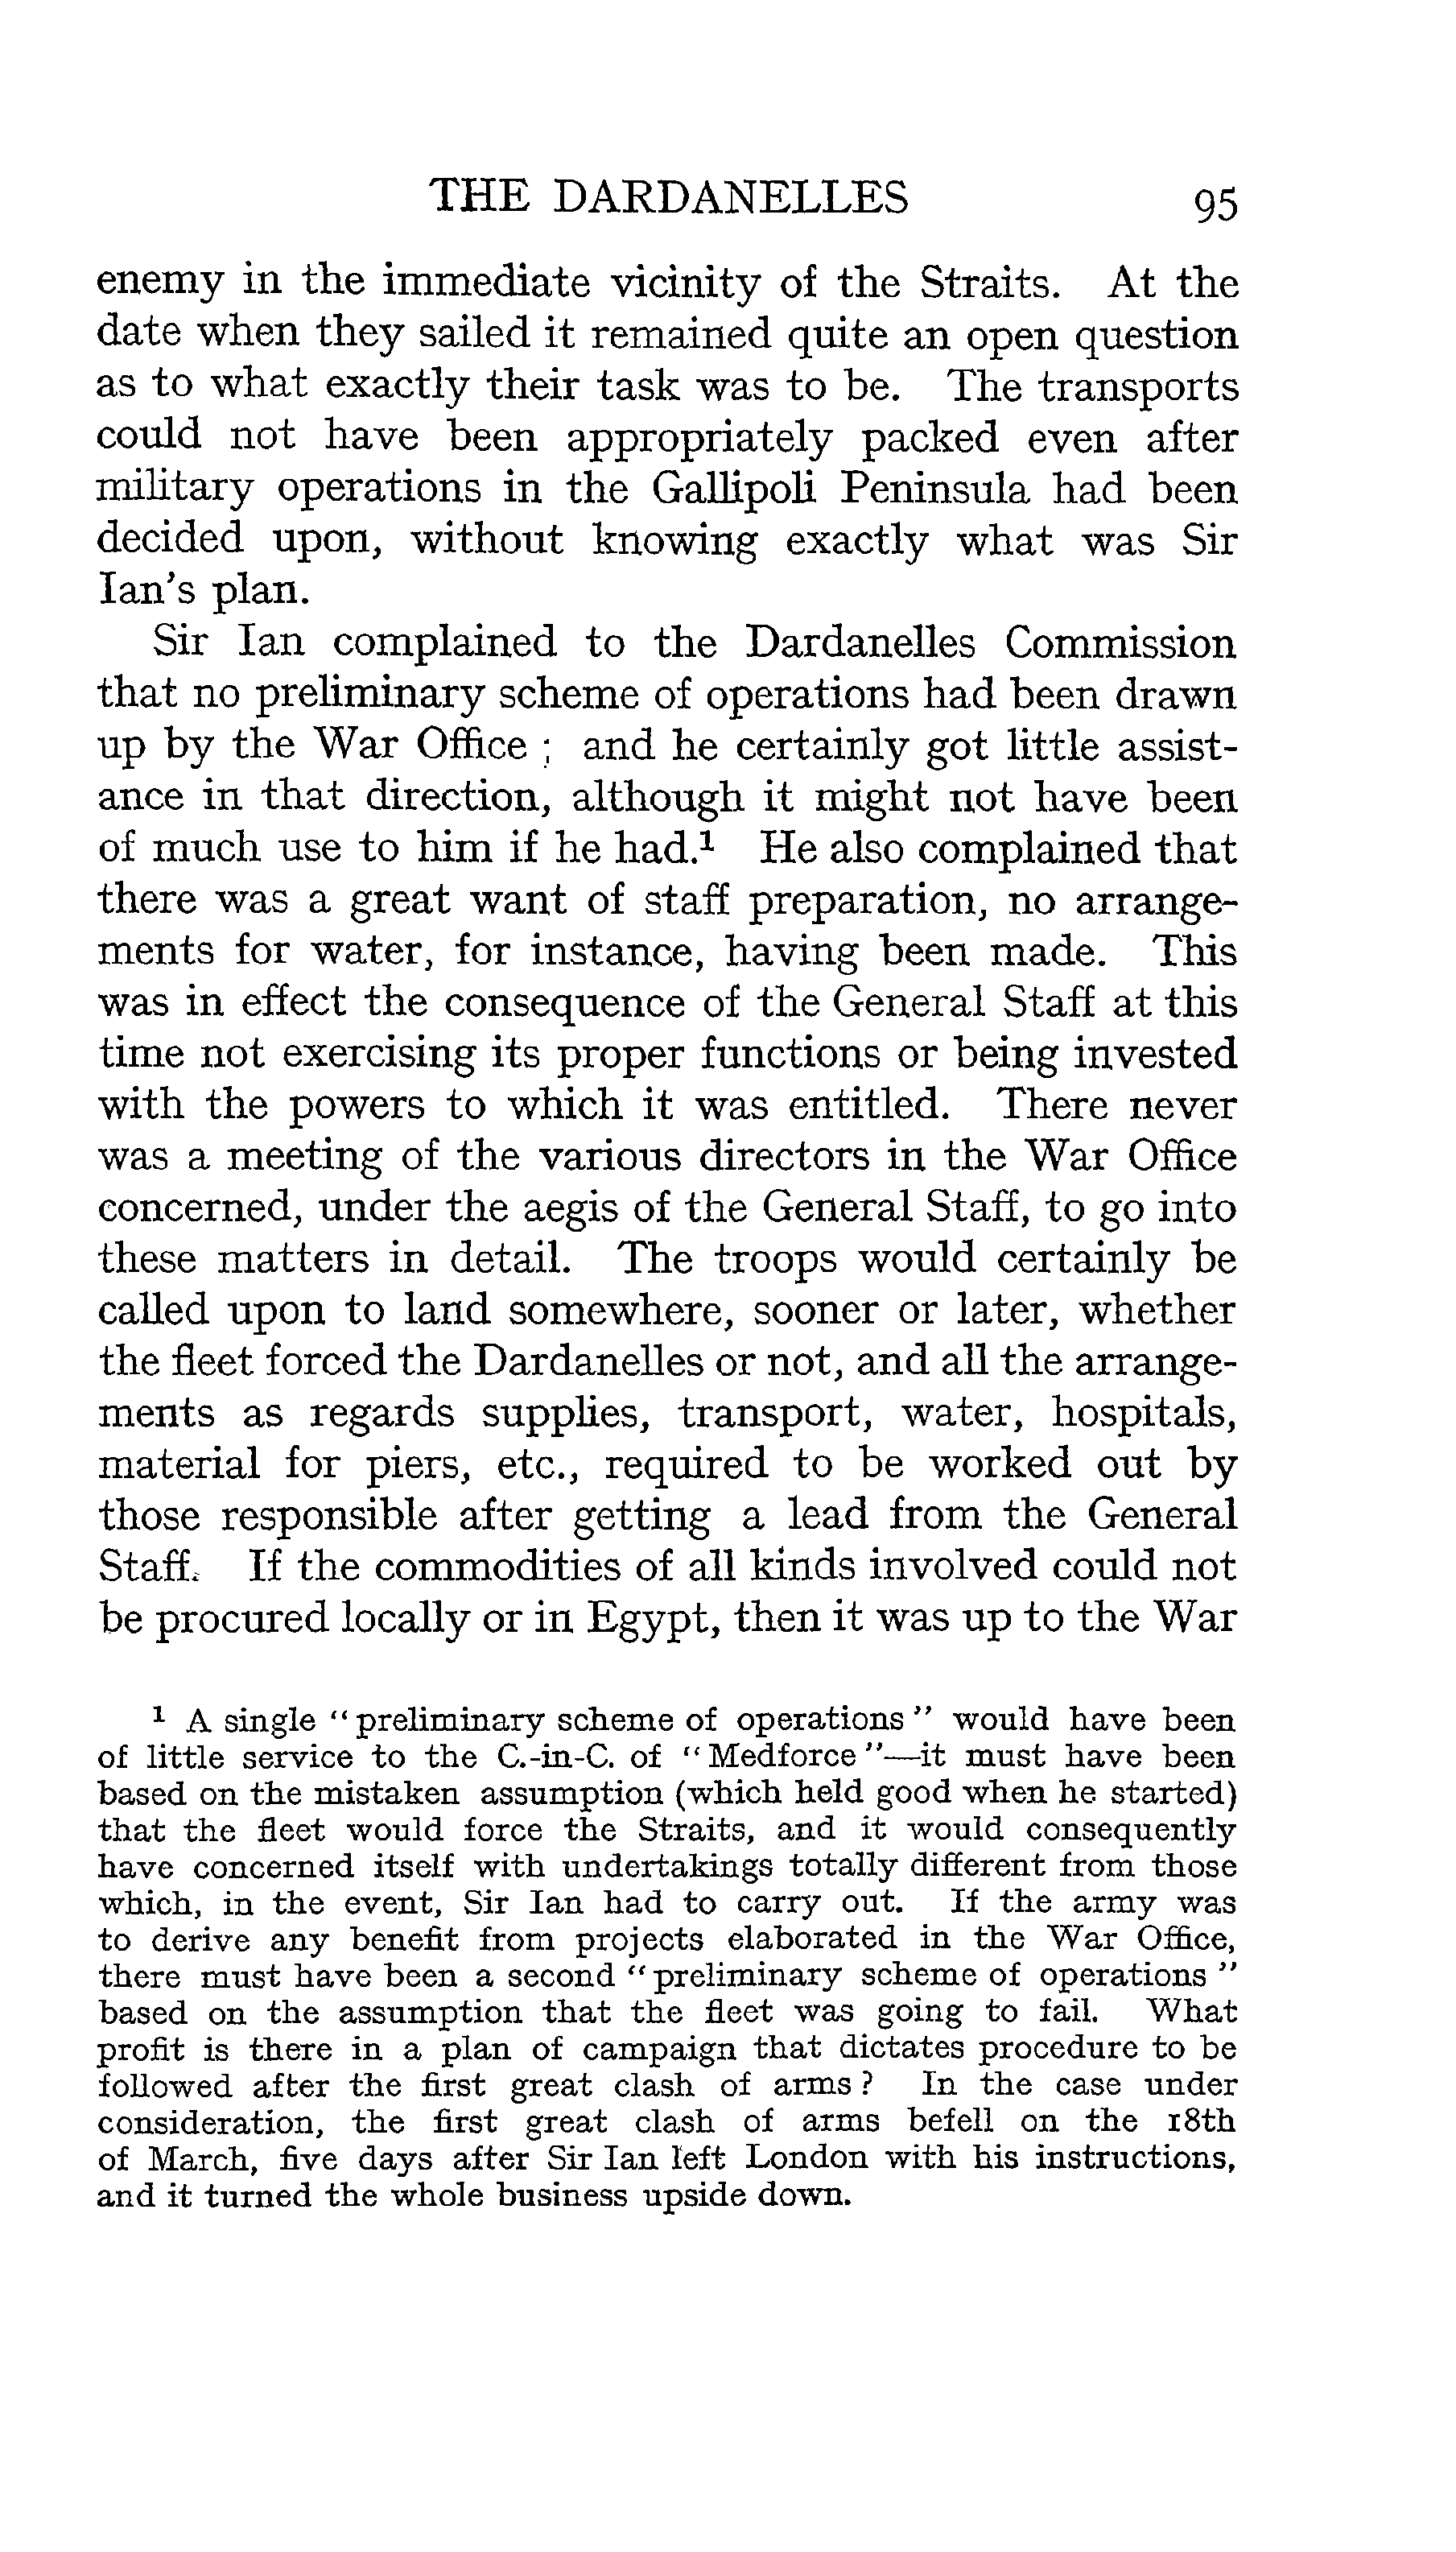 THE DARDANELLES 95
enemy in the immediate vicinity of the Straits. At the
date when they sailed it remained quite an open question
as to what exactly their task was to be. The transports
could not have been appropriately packed even after
military operations in the Gallipoli Peninsula had been
decided upon, without knowing exactly what was Sir
Ian's plan.
Sir Ian complained to the Dardanelles Commission
that no preliminary scheme of operations had been drawn
up by the War Office ; and he certainly got little assist-
ance in that direction, although it might not have been
of much use to him if he had.¹ He also complained that
there was a great want of staff preparation, no arrange-
ments for water, for instance, having been made. This
was in effect the consequence of the General Staff at this
time not exercising its proper functions or being invested
with the powers to which it was entitled. There never
was a meeting of the various directors in the War Office
concerned, under the aegis of the General Staff, to go into
these matters in detail. The troops would certainly be
called upon to land somewhere, sooner or later, whether
the fleet forced the Dardanelles or not, and all the arrange-
ments as regards supplies, transport, water, hospitals,
material for piers, etc., required to be worked out by
those responsible after getting a lead from the General
Staff. If the commodities of all kinds involved could not
be procured locally or in Egypt, then it was up to the War
¹ A single "preliminary scheme of operations" would have been
of little service to the C.-in-C. of "Medforce"—it must have been
based on the mistaken assumption (which held good when he started)
that the fleet would force the Straits, and it would consequently
have concerned itself with undertakings totally different from those
which, in the event, Sir Ian had to carry out. If the army was
to derive any benefit from projects elaborated in the War Office,
there must have been a second "preliminary scheme of operations"
based on the assumption that the fleet was going to fail. What
profit is there in a plan of campaign that dictates procedure to be
followed after the first great clash of arms? In the case under
consideration, the first great clash of arms befell on the 18th
of March, five days after Sir Ian left London with his instructions,
and it turned the whole business upside down.